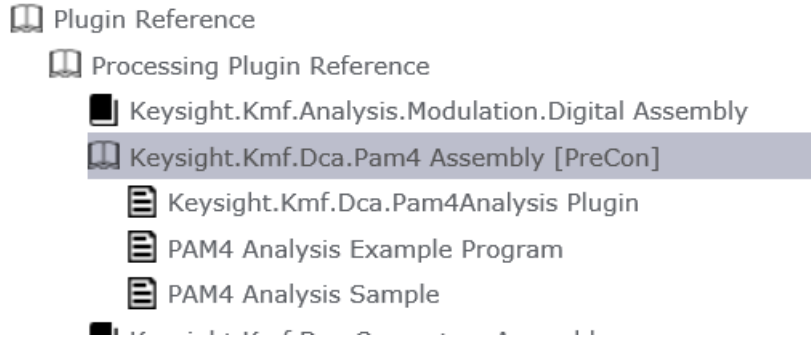 Plugin Reference
Processing Plugin Reference
Keysight.Kmf.Analysis.Modulation.Digital Assembly
Keysight.Kmf.Dca.Pam4 Assembly [PreCon]
Keysight.Kmf.Dca.Pam4Analysis Plugin
PAM4 Analysis Example Program
PAM4 Analysis Sample